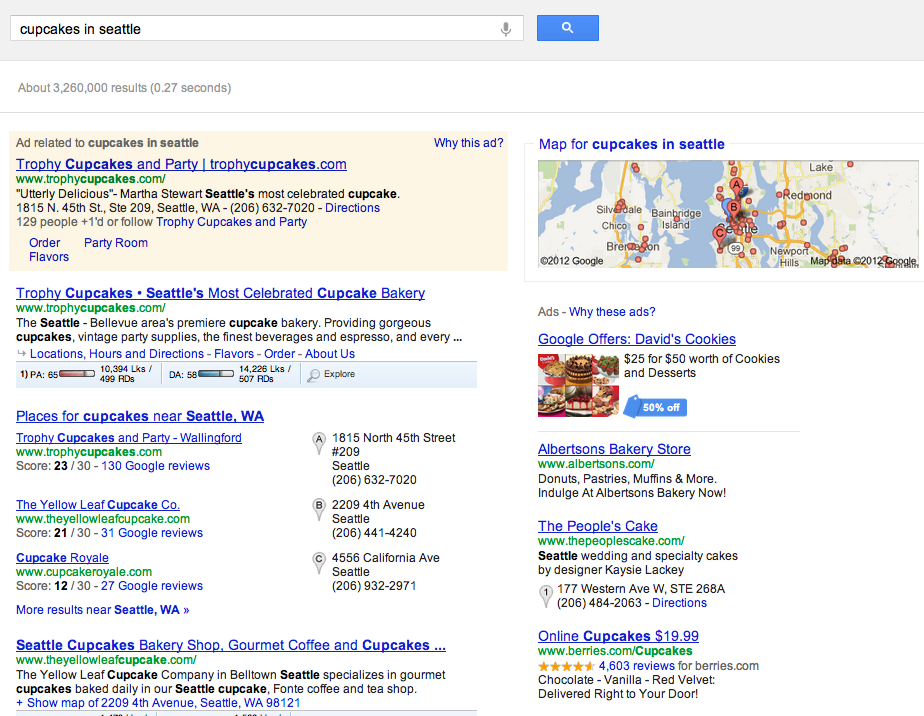 cupcakes in seattle
About 3,260,000 results (0.27 seconds)
Ad related to cupcakes in seattle
Why this ad?
Trophy Cupcakes and Party | trophycupcakes.com
www.trophycupcakes.com/
"Utterly Delicious"- Martha Stewart Seattle's most celebrated cupcake.
1815 N. 45th St., Ste 209, Seattle, WA - (206) 632-7020 - Directions
129 people +1'd or follow Trophy Cupcakes and Party
Order Party Room
Flavors
Trophy Cupcakes • Seattle's Most Celebrated Cupcake Bakery
www.trophycupcakes.com/
The Seattle - Bellevue area's premiere cupcake bakery. Providing gorgeous
cupcakes, vintage party supplies, the finest beverages and espresso, and every ...
Locations, Hours and Directions - Flavors - Order - About Us
1) PA: 65 10,394 Lks / 499 RDs DA: 58 14,226 Lks / 507 RDs Explore
Places for cupcakes near Seattle, WA
Trophy Cupcakes and Party - Wallingford
www.trophycupcakes.com
Score: 23 / 30 - 130 Google reviews
A 1815 North 45th Street
#209
Seattle
(206) 632-7020
The Yellow Leaf Cupcake Co.
www.theyellowleafcupcake.com
Score: 21 / 30 - 31 Google reviews
B 2209 4th Avenue
Seattle
(206) 441-4240
Cupcake Royale
www.cupcakeroyale.com
Score: 12 / 30 - 27 Google reviews
C 4556 California Ave
Seattle
(206) 932-2971
More results near Seattle, WA »
Seattle Cupcakes Bakery Shop, Gourmet Coffee and Cupcakes ...
www.theyellowleafcupcake.com/
The Yellow Leaf Cupcake Company in Belltown Seattle specializes in gourmet
cupcakes baked daily in our Seattle cupcake, Fonte coffee and tea shop.
+ Show map of 2209 4th Avenue, Seattle, WA 98121
Map for cupcakes in seattle
Lake
A
Redmond
Silverdale
B
Bainbridge
Island
Chico
C
Seattle
Bremerton
99
Newport
Hills
©2012 Google
Map data ©2012 Google
Ads - Why these ads?
Google Offers: David's Cookies
$25 for $50 worth of Cookies
and Desserts
50% off
Albertsons Bakery Store
www.albertsons.com/
Donuts, Pastries, Muffins & More.
Indulge At Albertsons Bakery Now!
The People's Cake
www.thepeoplescake.com/
Seattle wedding and specialty cakes
by designer Kaysie Lackey
1 177 Western Ave W, STE 268A
(206) 484-2063 - Directions
Online Cupcakes $19.99
www.berries.com/Cupcakes
4,603 reviews for berries.com
Chocolate - Vanilla - Red Velvet:
Delivered Right to Your Door!